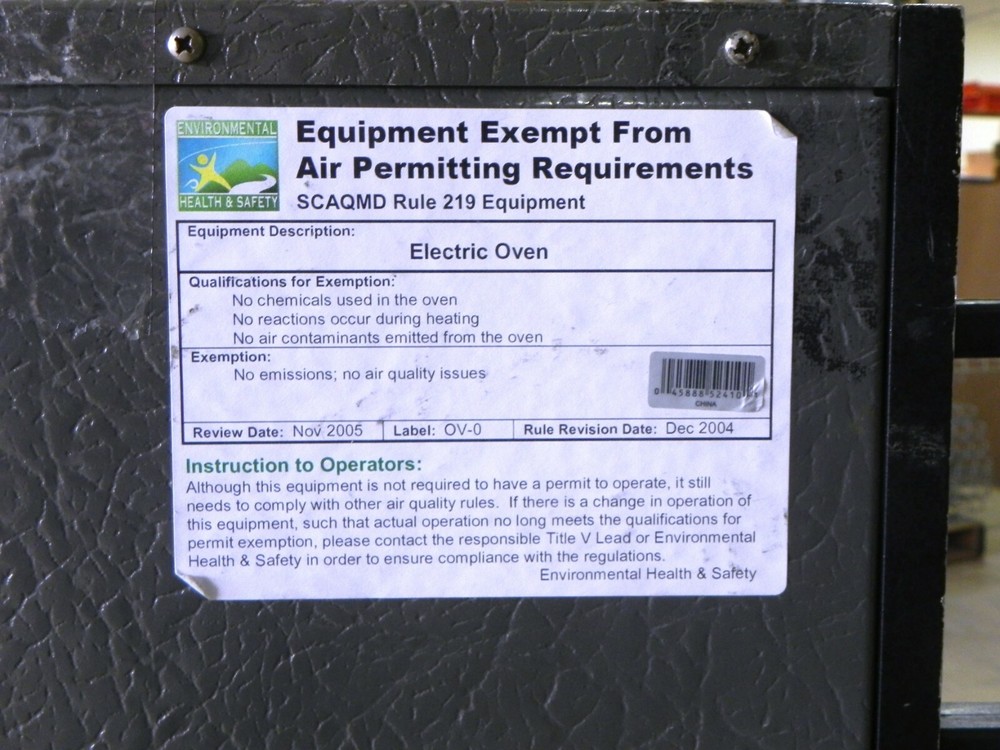 ENVIRONMENTAL
HEALTH & SAFETY
Equipment Exempt From
Air Permitting Requirements
SCAQMD Rule 219 Equipment
Equipment Description:
Electric Oven
Qualifications for Exemption:
No chemicals used in the oven
No reactions occur during heating
No air contaminants emitted from the oven
Exemption:
No emissions; no air quality issues
CHINA
Review Date: Nov 2005 Label: OV-0 Rule Revision Date: Dec 2004
Instruction to Operators:
Although this equipment is not required to have a permit to operate, it still
needs to comply with other air quality rules. If there is a change in operation of
this equipment, such that actual operation no long meets the qualifications for
permit exemption, please contact the responsible Title V Lead or Environmental
Health & Safety in order to ensure compliance with the regulations.
Environmental Health & Safety